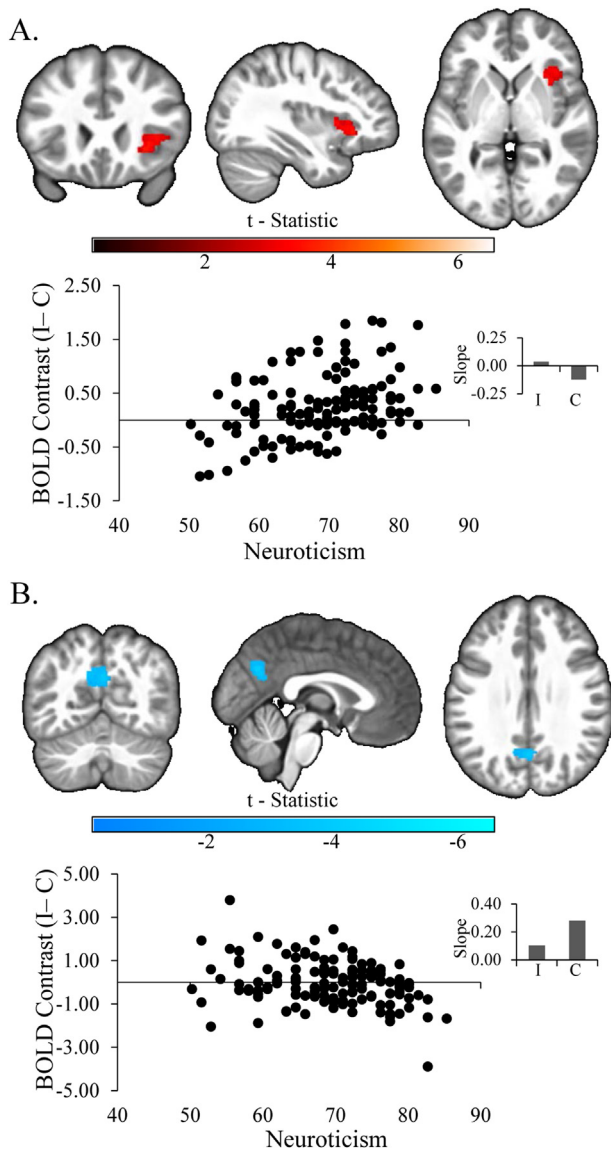 A.
t - Statistic
2 4 6
BOLD Contrast (I– C)
2.50
1.50
0.50
-0.50
-1.50
40 50 60 70 80 90
Neuroticism
Slope
0.25
0.00
-0.25
I C
B.
t - Statistic
-2 -4 -6
BOLD Contrast (I– C)
5.00
3.00
1.00
-1.00
-3.00
-5.00
40 50 60 70 80 90
Neuroticism
Slope
0.40
0.20
0.00
I C